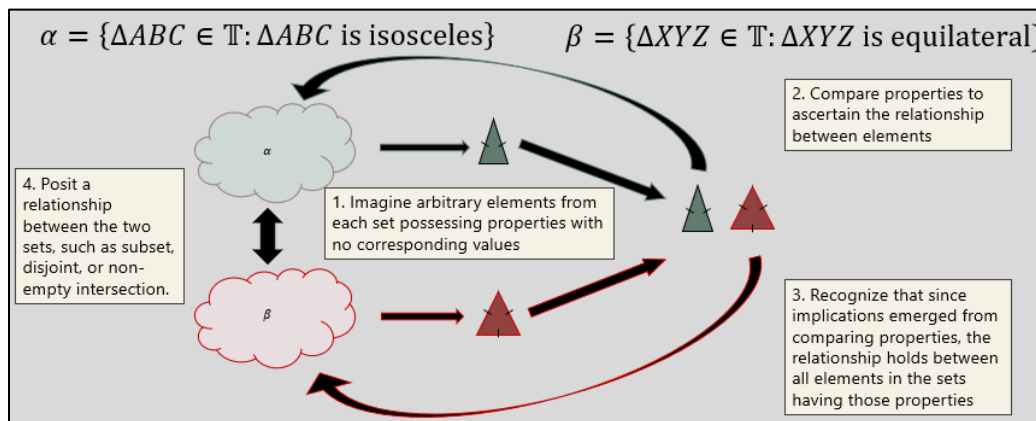 α = {ΔABC ∈ 𝕋: ΔABC is isosceles}
β = {ΔXYZ ∈ 𝕋: ΔXYZ is equilateral}
2. Compare properties to
ascertain the relationship
between elements
α
4. Posit a
relationship
between the two
sets, such as subset,
disjoint, or non-
empty intersection.
1. Imagine arbitrary elements from
each set possessing properties with
no corresponding values
β
3. Recognize that since
implications emerged from
comparing properties, the
relationship holds between
all elements in the sets
having those properties